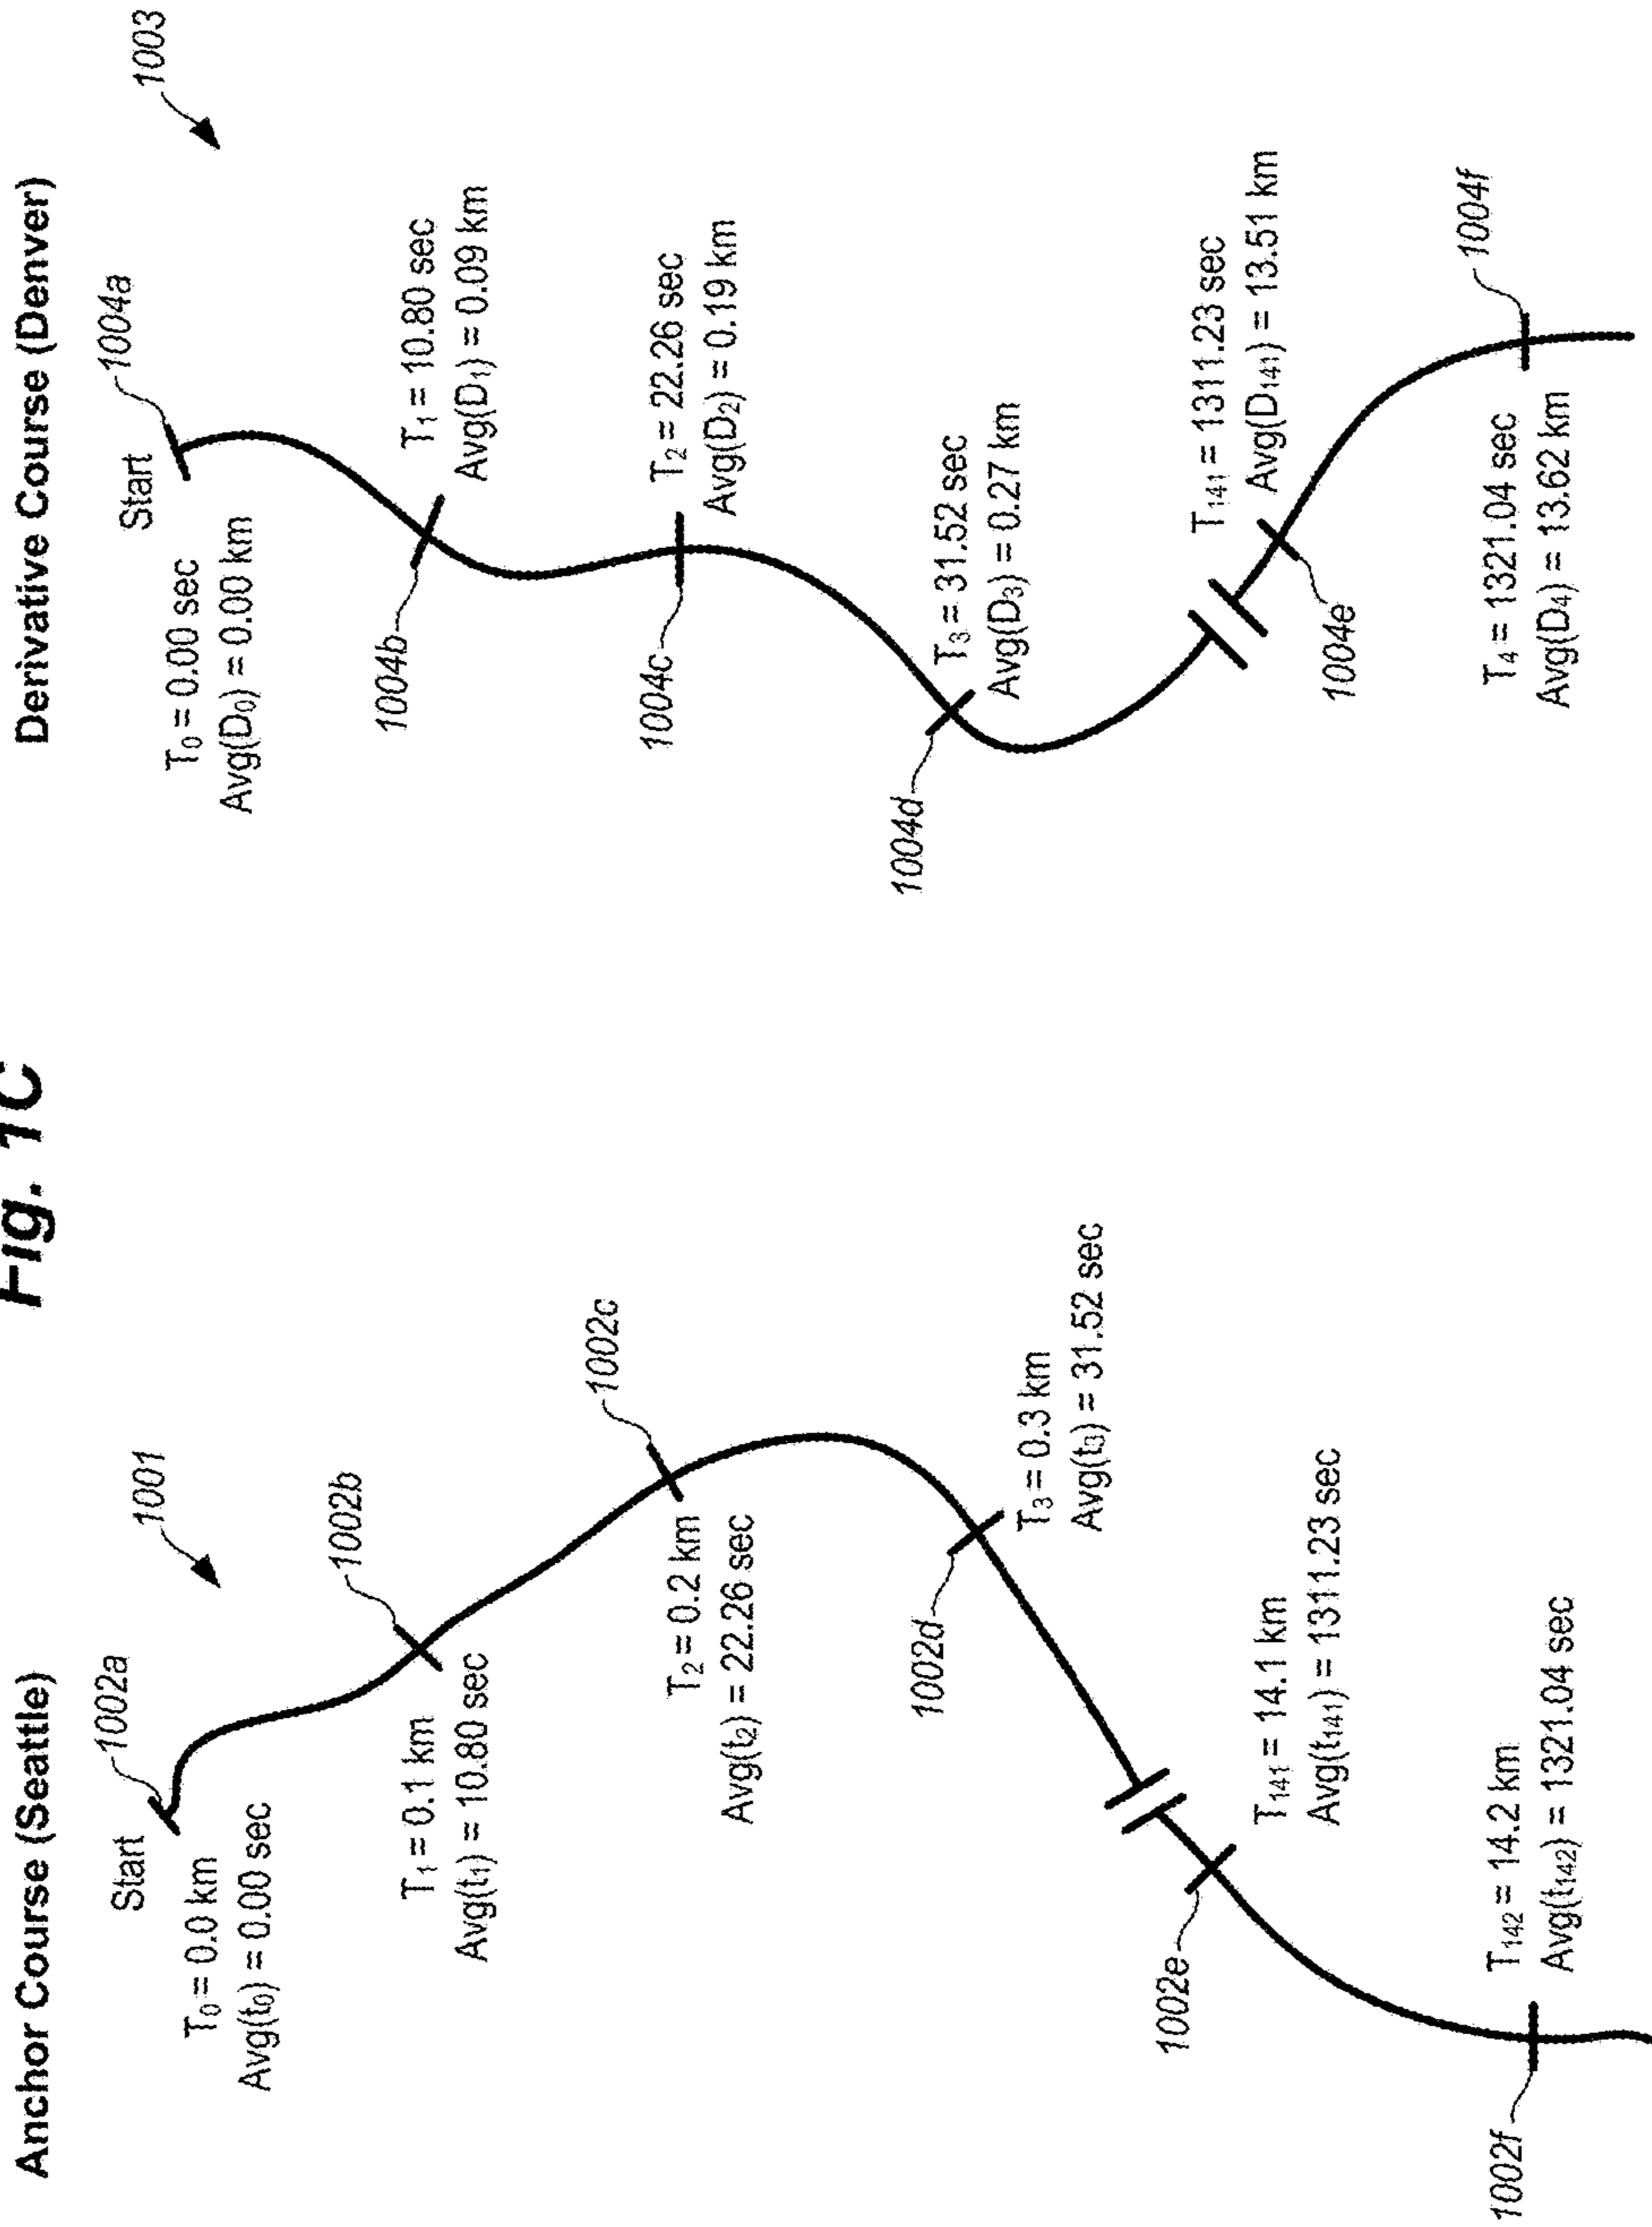 Fig. 1C
Anchor Course (Seattle)
1001
Start
1002a
T₀ = 0.0 km
Avg(t₀) = 0.00 sec
1002b
T₁ = 0.1 km
Avg(t₁) = 10.80 sec
1002c
T₂ = 0.2 km
Avg(t₂) = 22.26 sec
1002d
T₃ = 0.3 km
Avg(t₃) = 31.52 sec
1002e
T₁₄₁ = 14.1 km
Avg(t₁₄₁) = 1311.23 sec
1002f
T₁₄₂ = 14.2 km
Avg(t₁₄₂) = 1321.04 sec
Derivative Course (Denver)
1003
Start
1004a
T₀ = 0.00 sec
Avg(D₀) = 0.00 km
1004b
T₁ = 10.80 sec
Avg(D₁) = 0.09 km
1004c
T₂ = 22.26 sec
Avg(D₂) = 0.19 km
1004d
T₃ = 31.52 sec
Avg(D₃) = 0.27 km
1004e
T₁₄₁ = 1311.23 sec
Avg(D₁₄₁) = 13.51 km
1004f
T₄ = 1321.04 sec
Avg(D₄) = 13.62 km